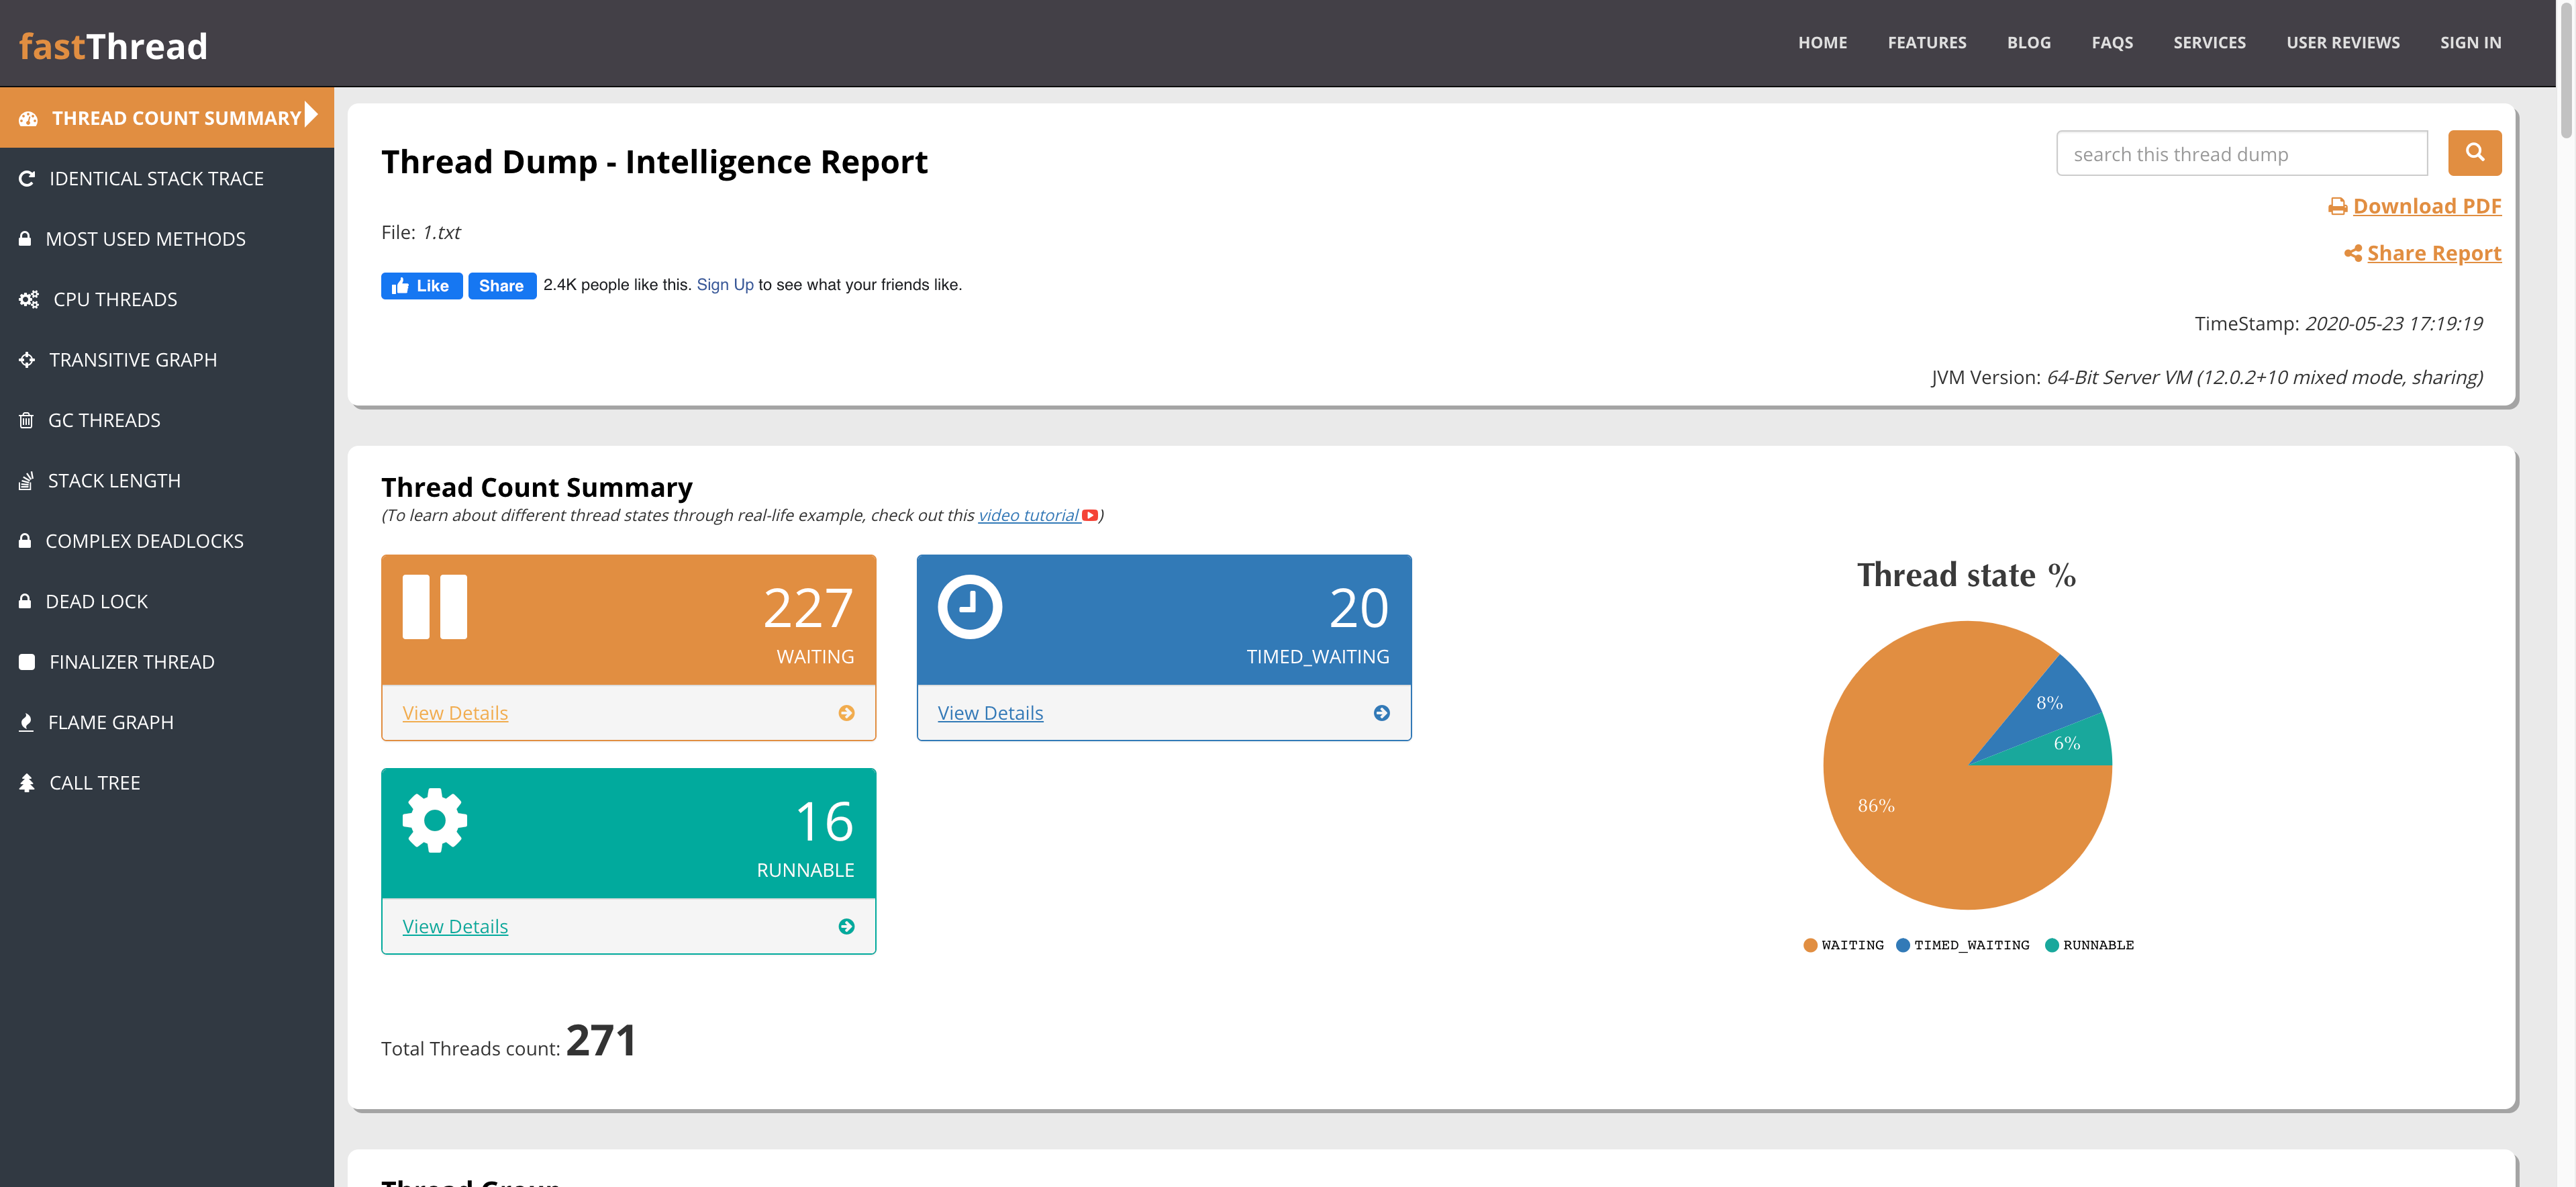 fastThread
HOME FEATURES BLOG FAQS SERVICES USER REVIEWS SIGN IN
THREAD COUNT SUMMARY
IDENTICAL STACK TRACE
MOST USED METHODS
CPU THREADS
TRANSITIVE GRAPH
GC THREADS
STACK LENGTH
COMPLEX DEADLOCKS
DEAD LOCK
FINALIZER THREAD
FLAME GRAPH
CALL TREE
Thread Dump - Intelligence Report
search this thread dump
Download PDF
Share Report
File: 1.txt
Like Share 2.4K people like this. Sign Up to see what your friends like.
TimeStamp: 2020-05-23 17:19:19
JVM Version: 64-Bit Server VM (12.0.2+10 mixed mode, sharing)
Thread Count Summary
(To learn about different thread states through real-life example, check out this video tutorial )
227
WAITING
View Details
20
TIMED_WAITING
View Details
16
RUNNABLE
View Details
Thread state %
8%
6%
86%
WAITING TIMED_WAITING RUNNABLE
Total Threads count: 271
Thread Group